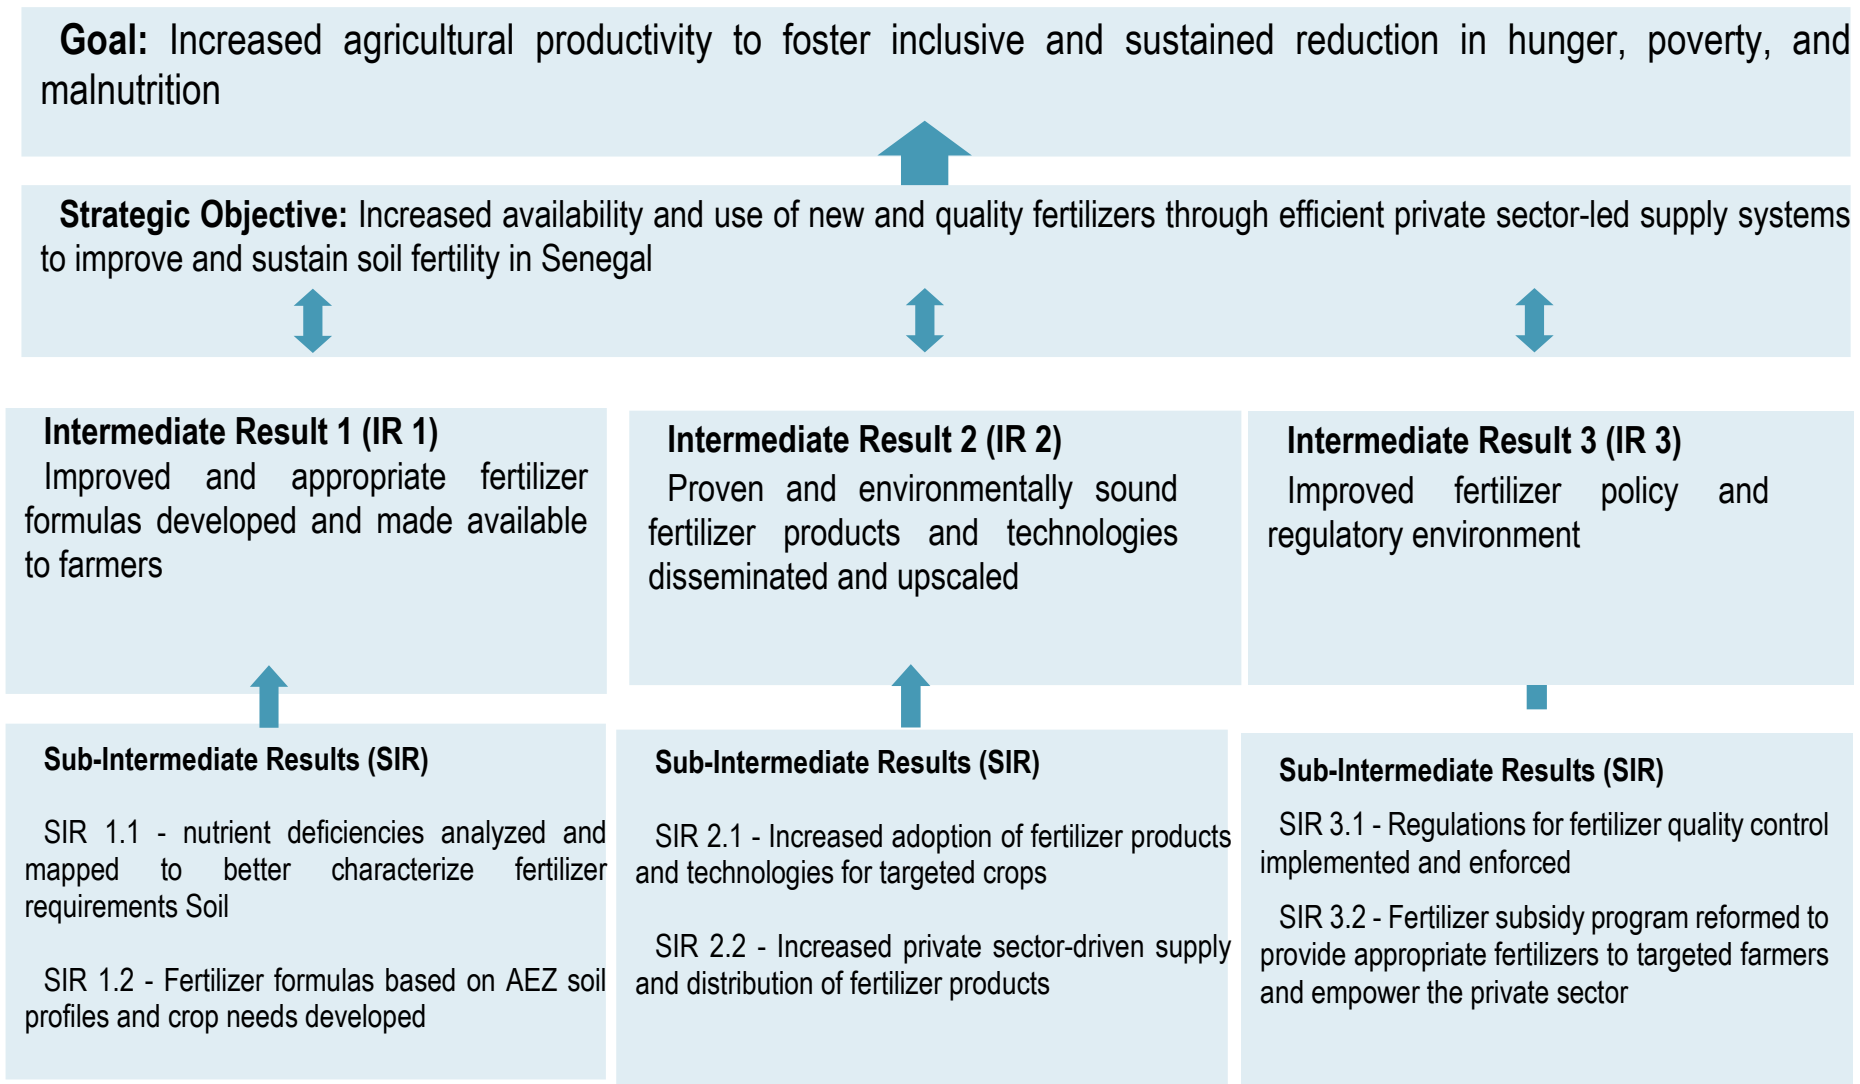 Goal: Increased agricultural productivity to foster inclusive and sustained reduction in hunger, poverty, and
malnutrition
Strategic Objective: Increased availability and use of new and quality fertilizers through efficient private sector-led supply systems
to improve and sustain soil fertility in Senegal
Intermediate Result 1 (IR 1)
Improved and appropriate fertilizer
formulas developed and made available
to farmers
Intermediate Result 2 (IR 2)
Proven and environmentally sound
fertilizer products and technologies
disseminated and upscaled
Intermediate Result 3 (IR 3)
Improved fertilizer policy and
regulatory environment
Sub-Intermediate Results (SIR)
SIR 1.1 - nutrient deficiencies analyzed and
mapped to better characterize fertilizer
requirements Soil
SIR 1.2 - Fertilizer formulas based on AEZ soil
profiles and crop needs developed
Sub-Intermediate Results (SIR)
SIR 2.1 - Increased adoption of fertilizer products
and technologies for targeted crops
SIR 2.2 - Increased private sector-driven supply
and distribution of fertilizer products
Sub-Intermediate Results (SIR)
SIR 3.1 - Regulations for fertilizer quality control
implemented and enforced
SIR 3.2 - Fertilizer subsidy program reformed to
provide appropriate fertilizers to targeted farmers
and empower the private sector